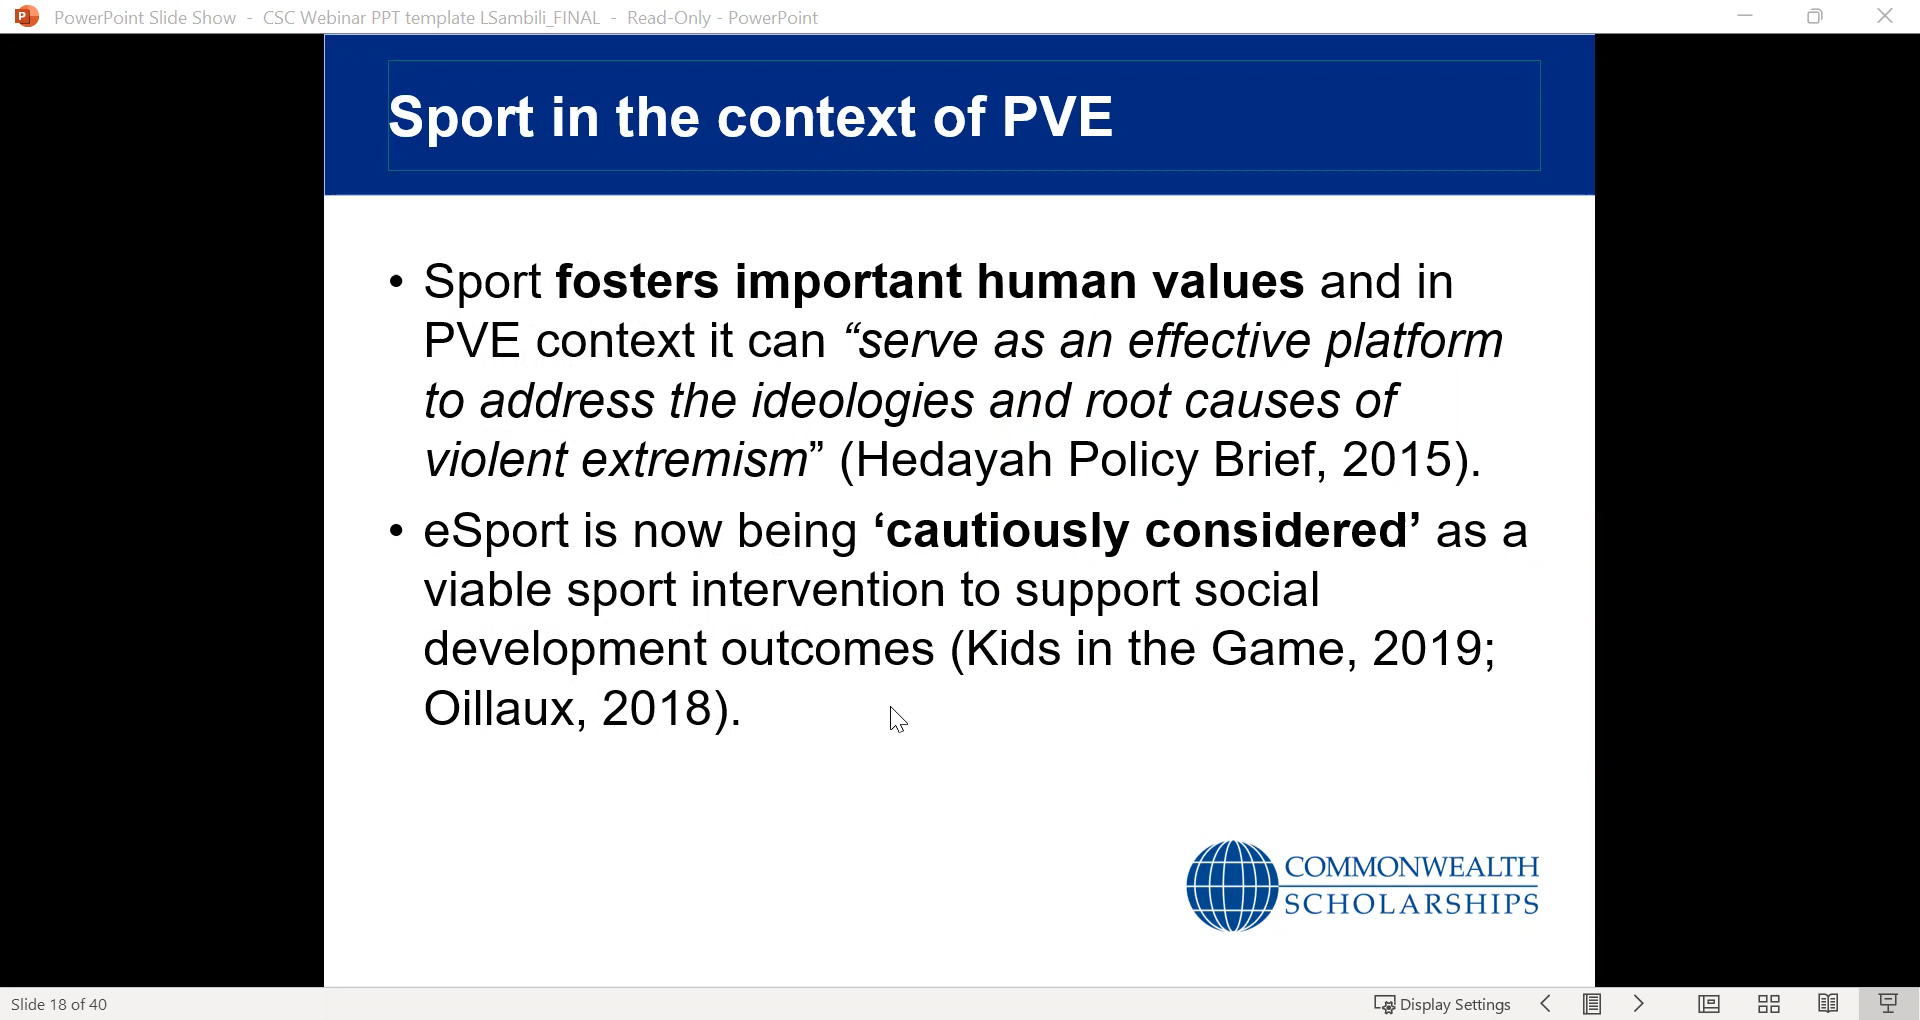 PowerPoint Slide Show - CSC Webinar PPT template LSambili_FINAL - Read-Only - PowerPoint
Sport in the context of PVE
• Sport fosters important human values and in
PVE context it can “serve as an effective platform
to address the ideologies and root causes of
violent extremism” (Hedayah Policy Brief, 2015).
• eSport is now being ‘cautiously considered’ as a
viable sport intervention to support social
development outcomes (Kids in the Game, 2019;
Oillaux, 2018).
COMMONWEALTH
SCHOLARSHIPS
Slide 18 of 40
Display Settings